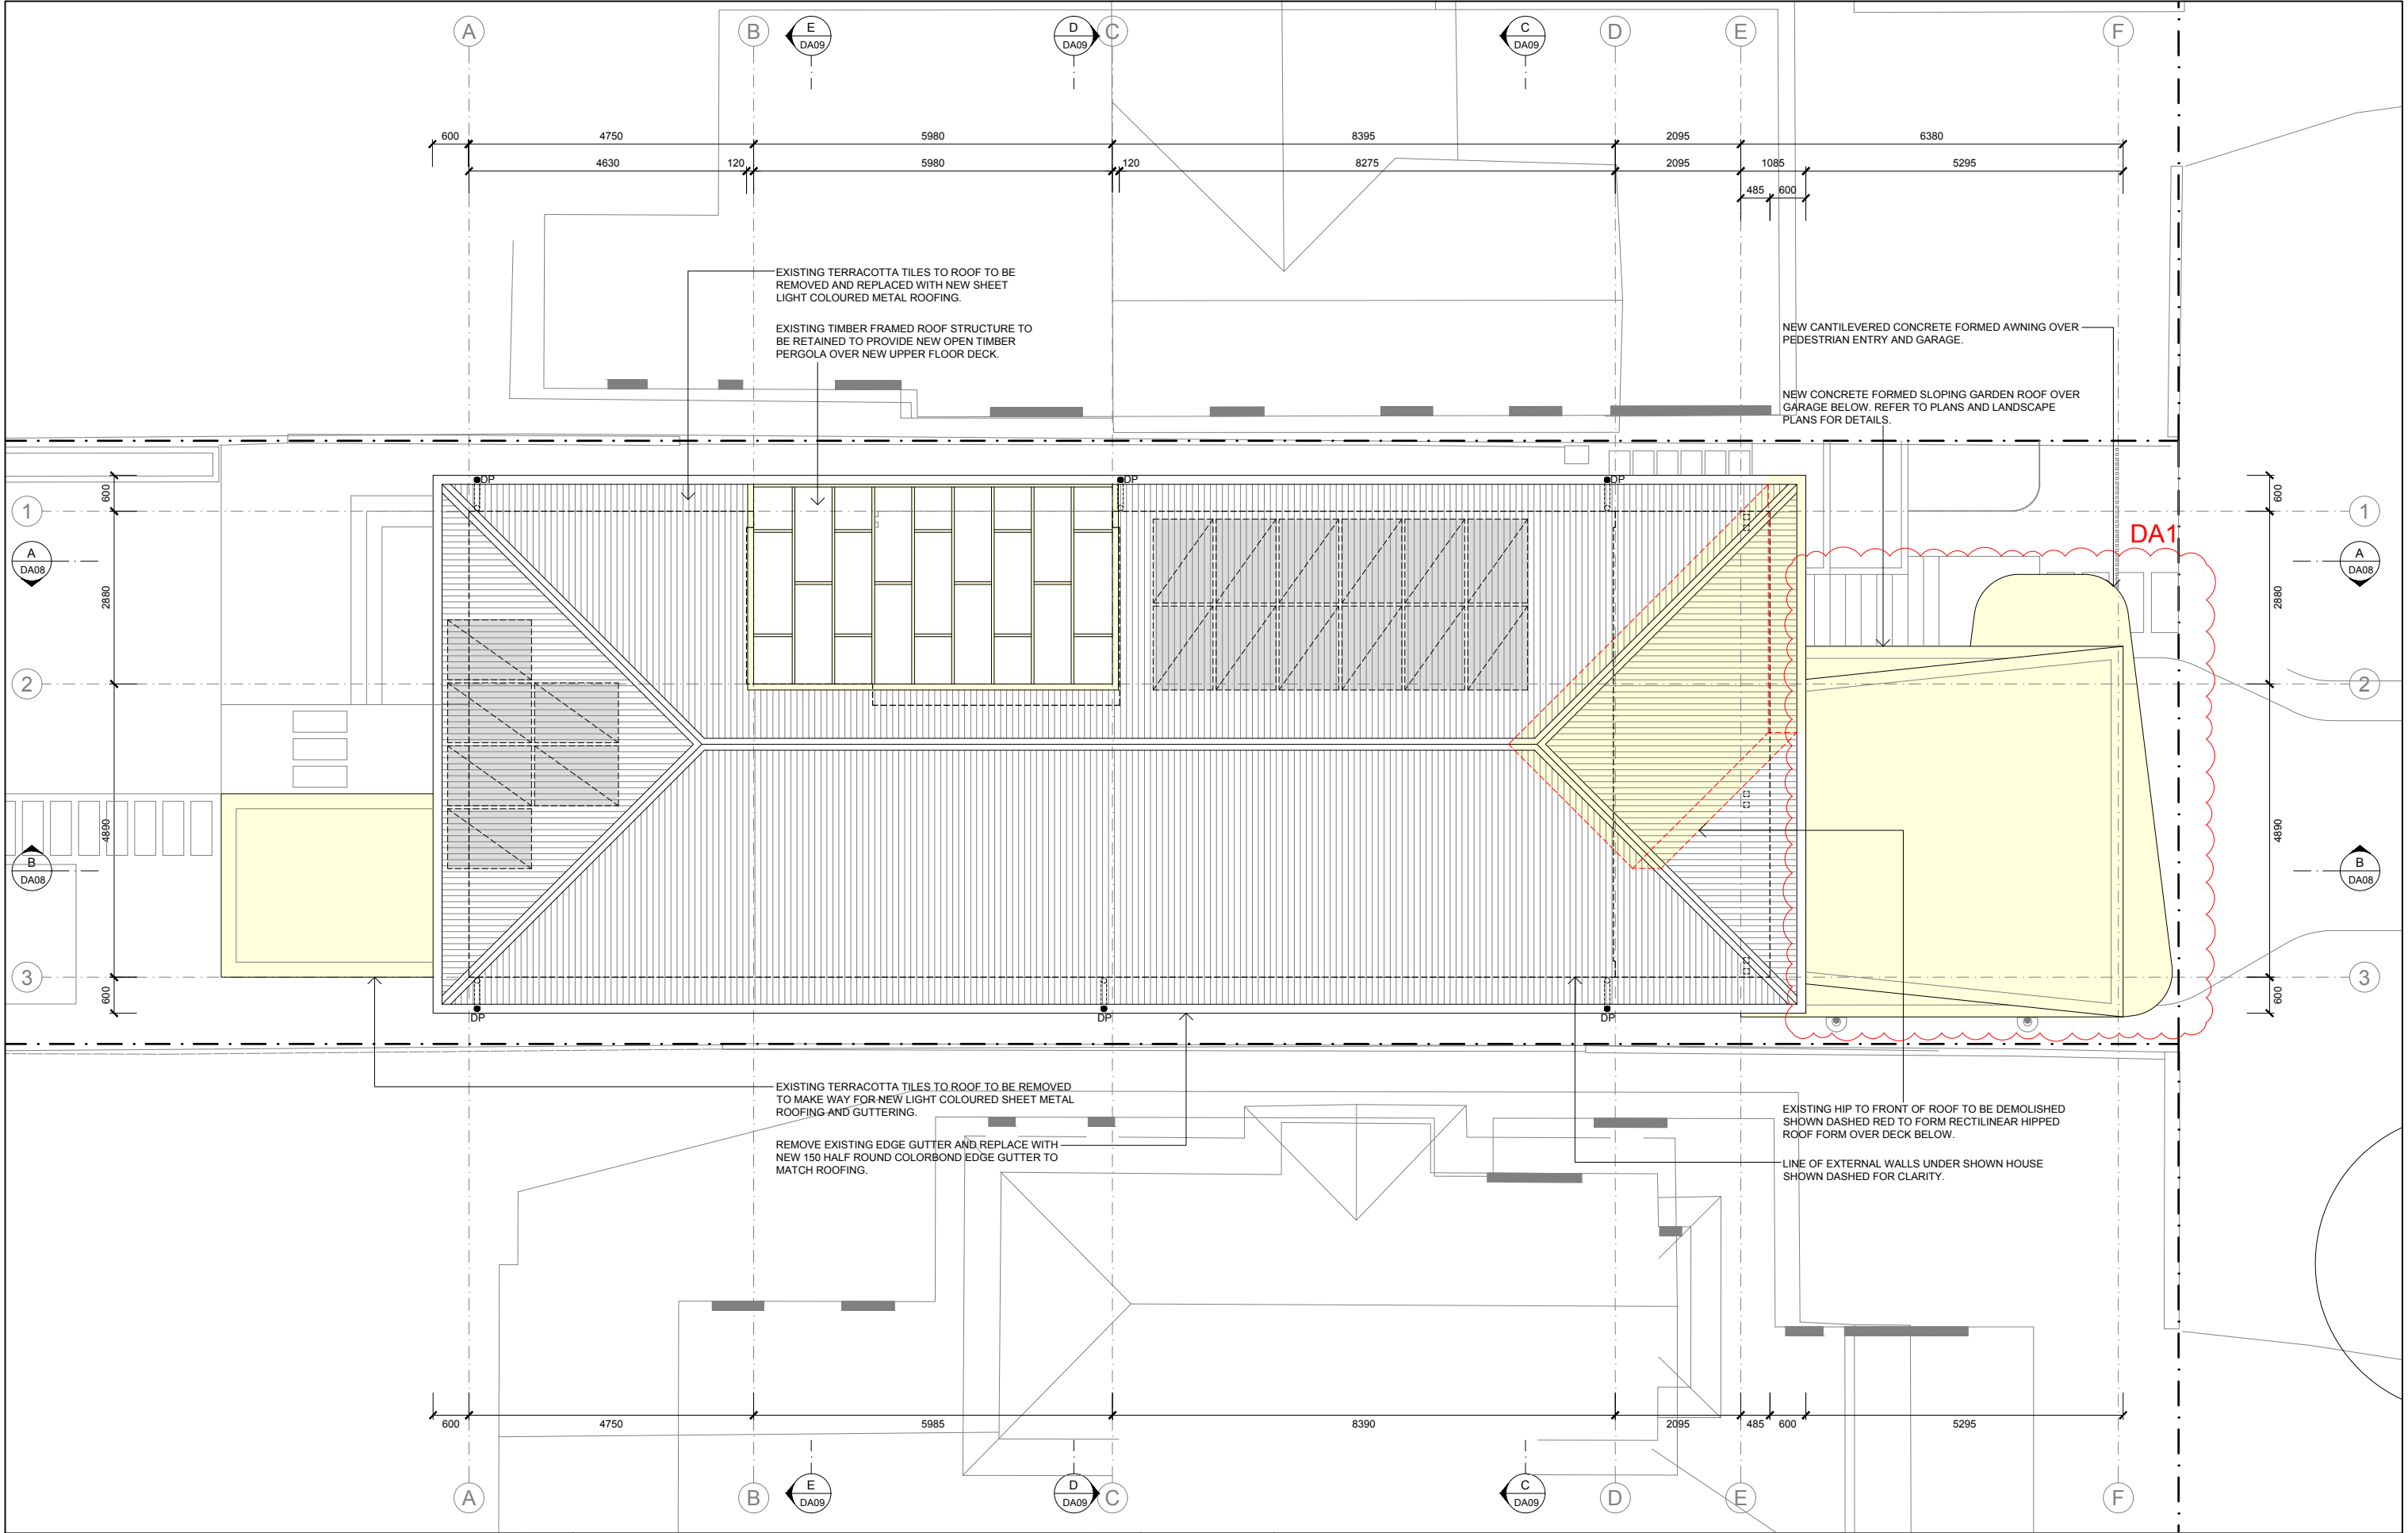 A
B
E
DA09
D
DA09
C
C
DA09
D
E
F
600
4750
5980
8395
2095
6380
4630
120
5980
120
8275
2095
1085
5295
485
600
EXISTING TERRACOTTA TILES TO ROOF TO BE
REMOVED AND REPLACED WITH NEW SHEET
LIGHT COLOURED METAL ROOFING.
EXISTING TIMBER FRAMED ROOF STRUCTURE TO
BE RETAINED TO PROVIDE NEW OPEN TIMBER
PERGOLA OVER NEW UPPER FLOOR DECK.
NEW CANTILEVERED CONCRETE FORMED AWNING OVER
PEDESTRIAN ENTRY AND GARAGE.
NEW CONCRETE FORMED SLOPING GARDEN ROOF OVER
GARAGE BELOW. REFER TO PLANS AND LANDSCAPE
PLANS FOR DETAILS.
DP
DP
DP
600
600
1
1
DA1
A
DA08
A
DA08
2880
2880
2
2
4890
4890
B
DA08
B
DA08
3
3
600
600
DP
DP
DP
EXISTING TERRACOTTA TILES TO ROOF TO BE REMOVED
TO MAKE WAY FOR NEW LIGHT COLOURED SHEET METAL
ROOFING AND GUTTERING.
REMOVE EXISTING EDGE GUTTER AND REPLACE WITH
NEW 150 HALF ROUND COLORBOND EDGE GUTTER TO
MATCH ROOFING.
EXISTING HIP TO FRONT OF ROOF TO BE DEMOLISHED
SHOWN DASHED RED TO FORM RECTILINEAR HIPPED
ROOF FORM OVER DECK BELOW.
LINE OF EXTERNAL WALLS UNDER SHOWN HOUSE
SHOWN DASHED FOR CLARITY.
600
4750
5985
8390
2095
485
600
5295
A
B
E
DA09
D
DA09
C
C
DA09
D
E
F